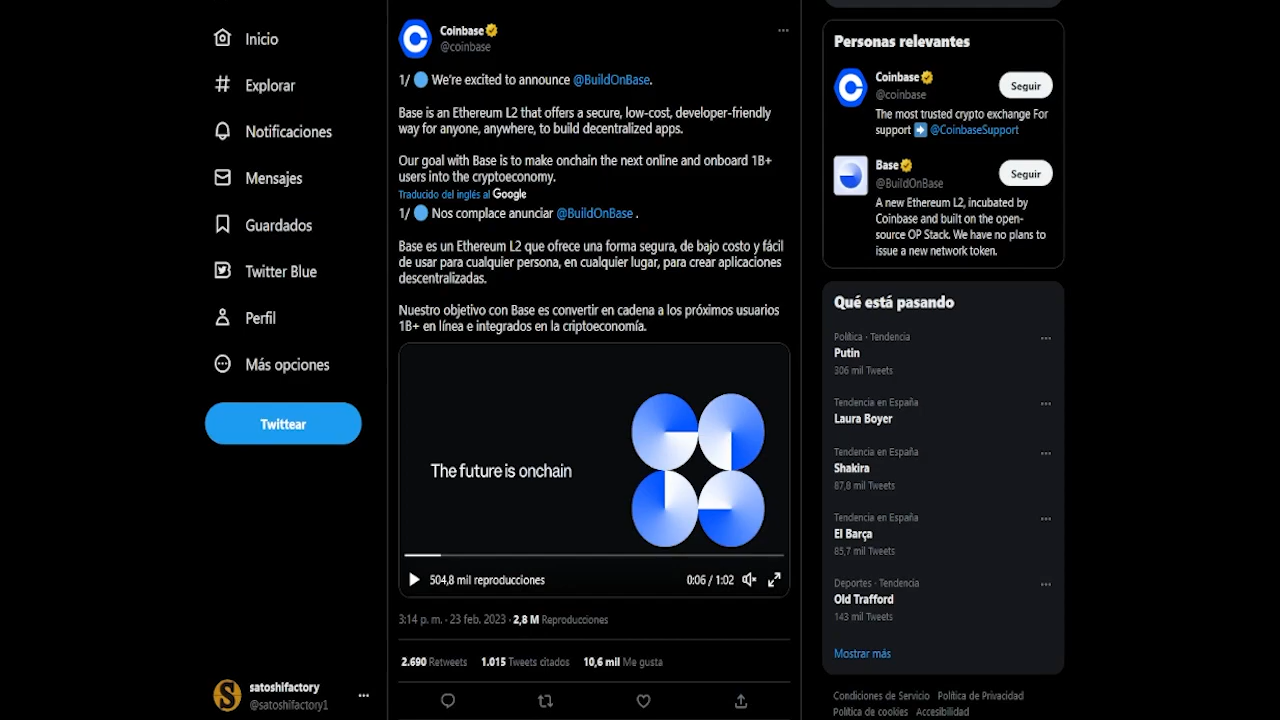 Inicio
Explorar
Notificaciones
Mensajes
Guardados
Twitter Blue
Perfil
Más opciones
Twittear
satoshifactory
@satoshifactory1
Coinbase
@coinbase
1/ We're excited to announce @BuildOnBase.
Base is an Ethereum L2 that offers a secure, low-cost, developer-friendly
way for anyone, anywhere, to build decentralized apps.
Our goal with Base is to make onchain the next online and onboard 1B+
users into the cryptoeconomy.
Traducido del inglés al Google
1/ Nos complace anunciar @BuildOnBase .
Base es un Ethereum L2 que ofrece una forma segura, de bajo costo y fácil
de usar para cualquier persona, en cualquier lugar, para crear aplicaciones
descentralizadas.
Nuestro objetivo con Base es convertir en cadena a los próximos usuarios
1B+ en línea e integrados en la criptoeconomía.
The future is onchain
504,8 mil reproducciones 0:06 / 1:02
3:14 p. m. · 23 feb. 2023 · 2,8 M Reproducciones
2.690 Retweets 1.015 Tweets citados 10,6 mil Me gusta
Personas relevantes
Coinbase
@coinbase
Seguir
The most trusted crypto exchange For
support @CoinbaseSupport
Base
@BuildOnBase
Seguir
A new Ethereum L2, incubated by
Coinbase and built on the open-
source OP Stack. We have no plans to
issue a new network token.
Qué está pasando
Política · Tendencia
Putin
306 mil Tweets
Tendencia en España
Laura Boyer
Tendencia en España
Shakira
87,8 mil Tweets
Tendencia en España
El Barça
85,7 mil Tweets
Deportes · Tendencia
Old Trafford
143 mil Tweets
Mostrar más
Condiciones de Servicio Política de Privacidad
Política de cookies Accesibilidad